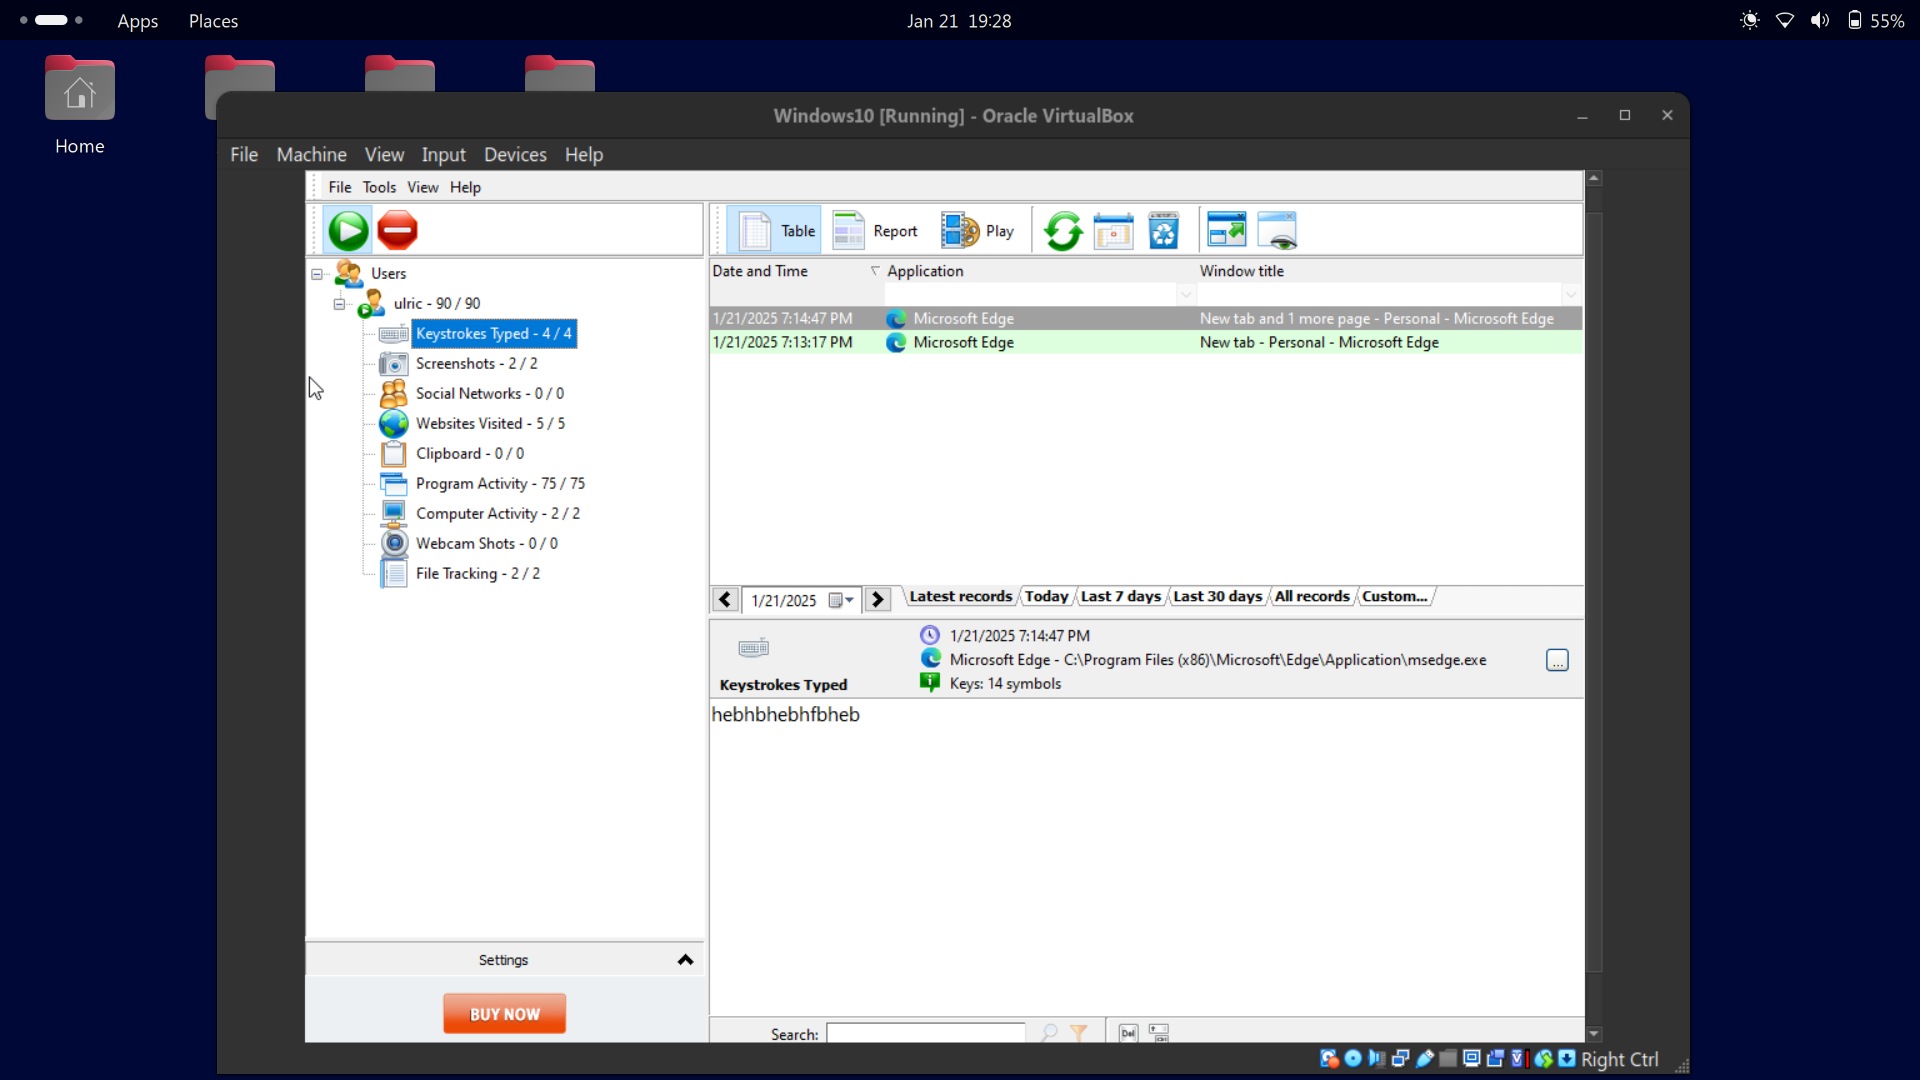 Apps Places Jan 21 19:28 55%
Home
Windows10 [Running] - Oracle VirtualBox
File Machine View Input Devices Help
File Tools View Help
Table Report Play
Users
ulric - 90 / 90
Keystrokes Typed - 4 / 4
Screenshots - 2 / 2
Social Networks - 0 / 0
Websites Visited - 5 / 5
Clipboard - 0 / 0
Program Activity - 75 / 75
Computer Activity - 2 / 2
Webcam Shots - 0 / 0
File Tracking - 2 / 2
Settings
BUY NOW
Date and Time Application Window title
1/21/2025 7:14:47 PM Microsoft Edge New tab and 1 more page - Personal - Microsoft Edge
1/21/2025 7:13:17 PM Microsoft Edge New tab - Personal - Microsoft Edge
1/21/2025 Latest records Today Last 7 days Last 30 days All records Custom...
1/21/2025 7:14:47 PM
Microsoft Edge - C:\Program Files (x86)\Microsoft\Edge\Application\msedge.exe ...
Keystrokes Typed Keys: 14 symbols
hebhbhebhfbheb
Search: Del
Right Ctrl